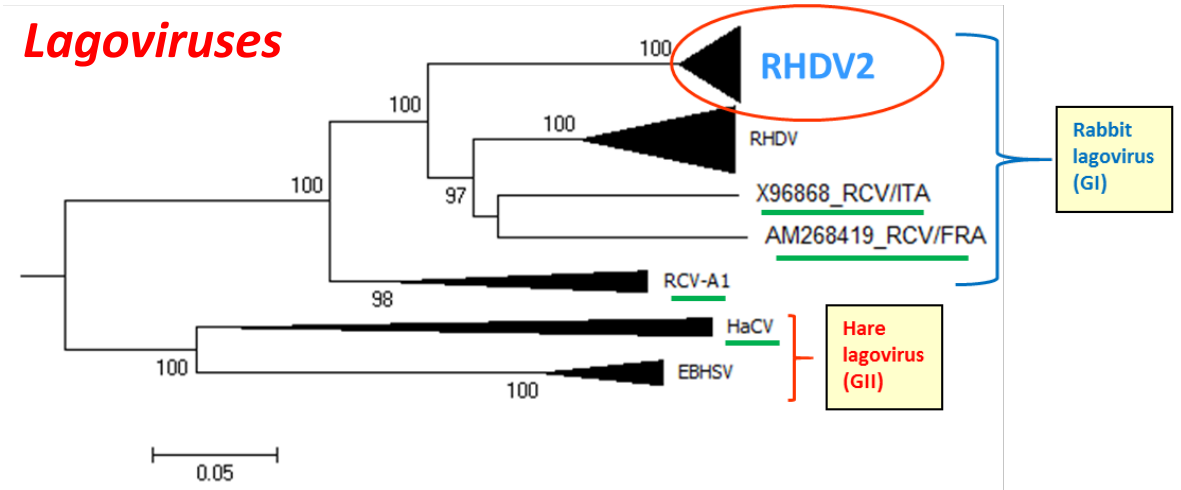 Lagoviruses
100
RHDV2
100
100
RHDV
Rabbit
lagovirus
(GI)
100
97
X96868_RCV/ITA
AM268419_RCV/FRA
RCV-A1
98
HaCV
Hare
lagovirus
(GII)
100
EBHSV
100
0.05